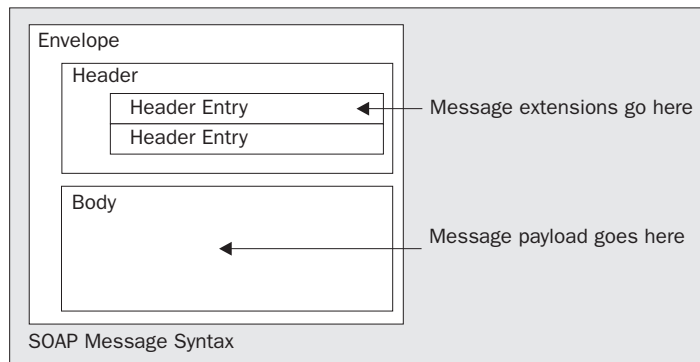 Envelope
Header
Header Entry
Message extensions go here
Header Entry
Body
Message payload goes here
SOAP Message Syntax